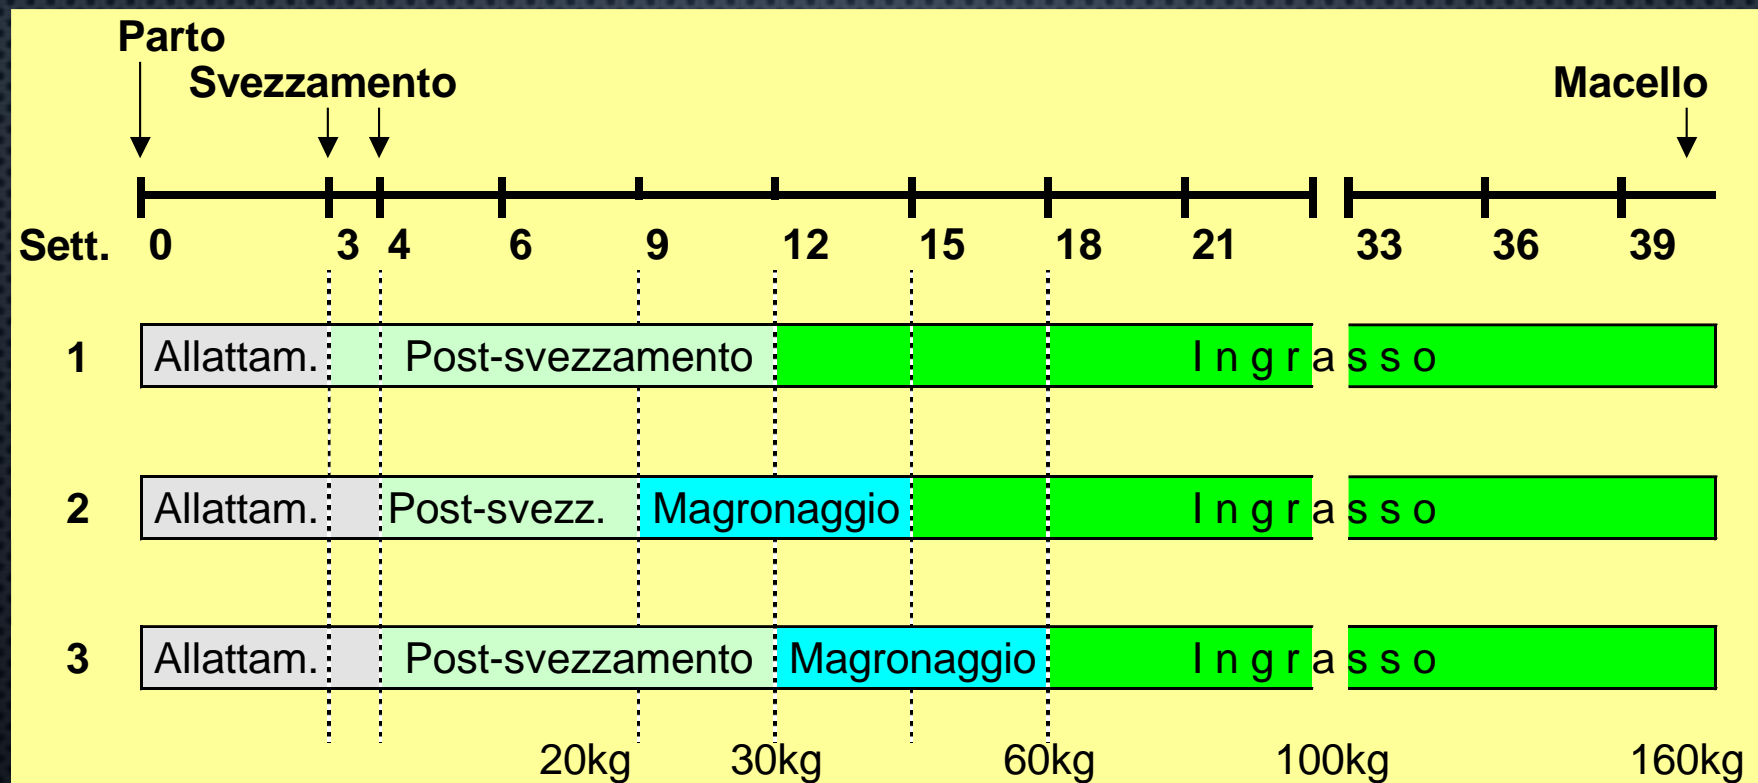 Parto
Svezzamento
Macello
Sett. 0 3 4 6 9 12 15 18 21 33 36 39
1 Allattam. Post-svezzamento I n g r a s s o
2 Allattam. Post-svezz. Magronaggio I n g r a s s o
3 Allattam. Post-svezzamento Magronaggio I n g r a s s o
20kg 30kg 60kg 100kg 160kg